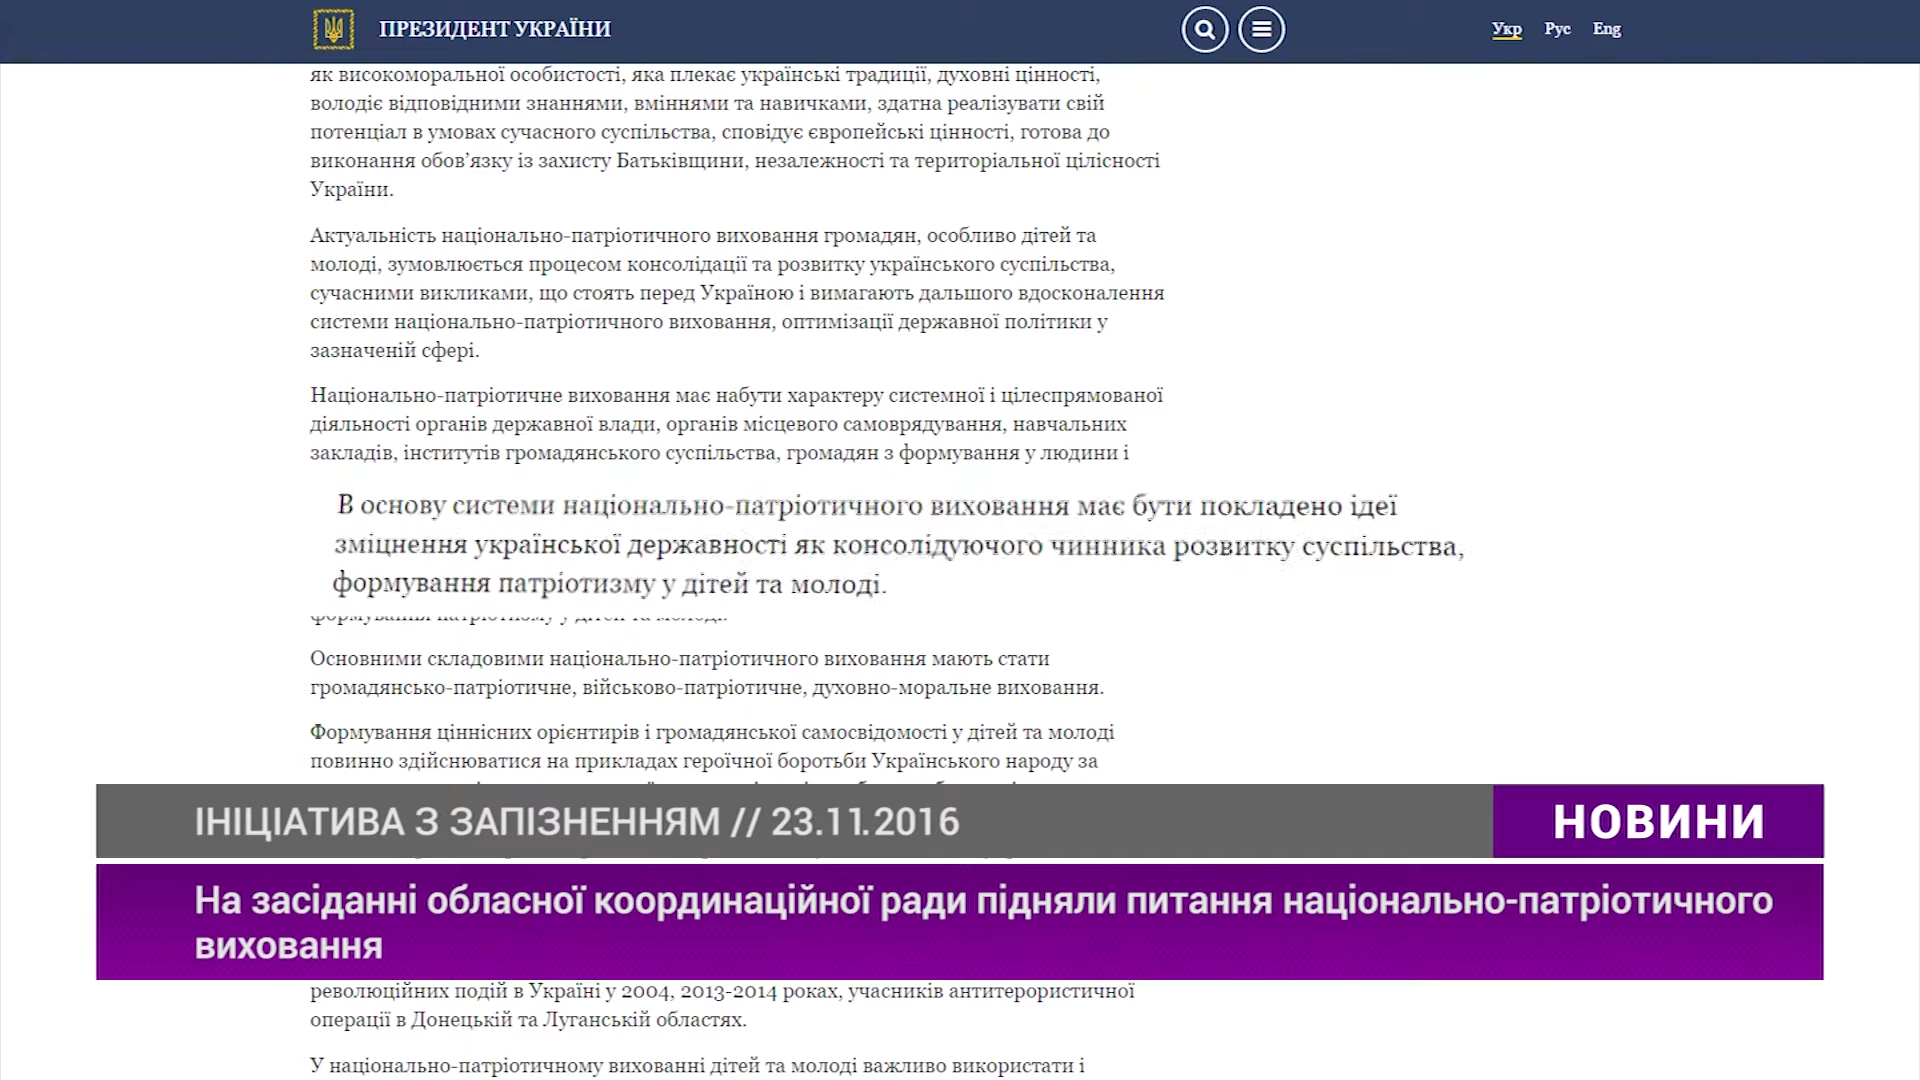 ПРЕЗИДЕНТ УКРАЇНИ
Укр Рус Eng
як високоморальної особистості, яка плекає українські традиції, духовні цінності,
володіє відповідними знаннями, вміннями та навичками, здатна реалізувати свій
потенціал в умовах сучасного суспільства, сповідує європейські цінності, готова до
виконання обов’язку із захисту Батьківщини, незалежності та територіальної цілісності
України.
Актуальність національно-патріотичного виховання громадян, особливо дітей та
молоді, зумовлюється процесом консолідації та розвитку українського суспільства,
сучасними викликами, що стоять перед Україною і вимагають дальшого вдосконалення
системи національно-патріотичного виховання, оптимізації державної політики у
зазначеній сфері.
Національно-патріотичне виховання має набути характеру системної і цілеспрямованої
діяльності органів державної влади, органів місцевого самоврядування, навчальних
закладів, інститутів громадянського суспільства, громадян з формування у людини і
В основу системи національно-патріотичного виховання має бути покладено ідеї
зміцнення української державності як консолідуючого чинника розвитку суспільства,
формування патріотизму у дітей та молоді.
формування патріотизму у дітей та молоді.
Основними складовими національно-патріотичного виховання мають стати
громадянсько-патріотичне, військово-патріотичне, духовно-моральне виховання.
Формування ціннісних орієнтирів і громадянської самосвідомості у дітей та молоді
повинно здійснюватися на прикладах героїчної боротьби Українського народу за
ІНІЦІАТИВА З ЗАПІЗНЕННЯМ // 23.11.2016
НОВИНИ
На засіданні обласної координаційної ради підняли питання національно-патріотичного
виховання
революційних подій в Україні у 2004, 2013-2014 роках, учасників антитерористичної
операції в Донецькій та Луганській областях.
У національно-патріотичному вихованні дітей та молоді важливо використати і